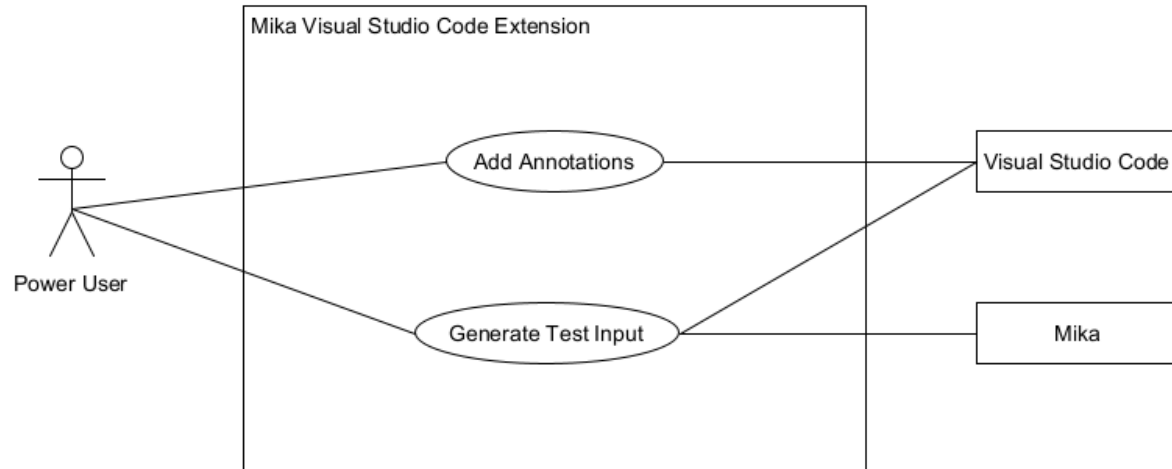 Mika Visual Studio Code Extension
Add Annotations
Visual Studio Code
Power User
Generate Test Input
Mika